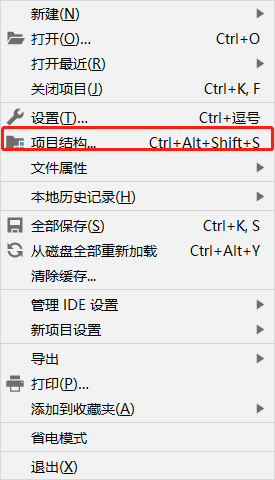 新建(N)
打开(O)... Ctrl+O
打开最近(R)
关闭项目(J) Ctrl+K, F
设置(T)... Ctrl+逗号
项目结构... Ctrl+Alt+Shift+S
文件属性
本地历史记录(H)
全部保存(S) Ctrl+K, S
从磁盘全部重新加载 Ctrl+Alt+Y
清除缓存...
管理 IDE 设置
新项目设置
导出
打印(P)...
添加到收藏夹(A)
省电模式
退出(X)